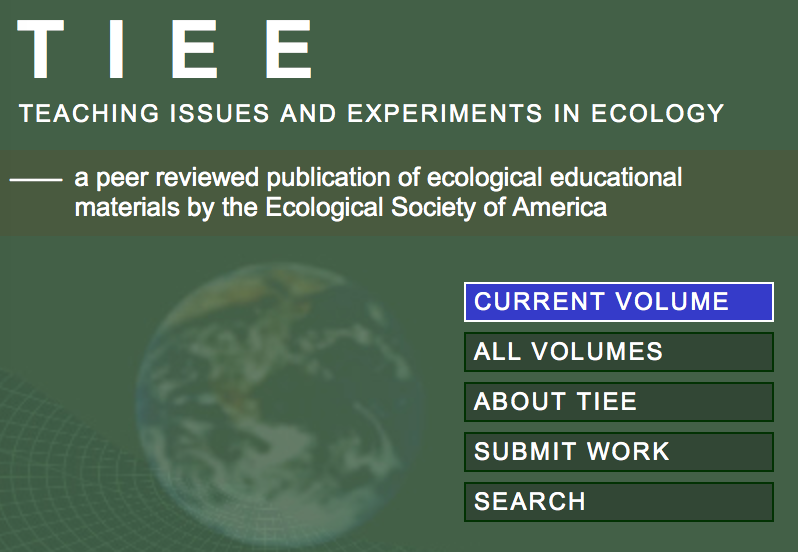 T I E E
TEACHING ISSUES AND EXPERIMENTS IN ECOLOGY
a peer reviewed publication of ecological educational
materials by the Ecological Society of America
CURRENT VOLUME
ALL VOLUMES
ABOUT TIEE
SUBMIT WORK
SEARCH